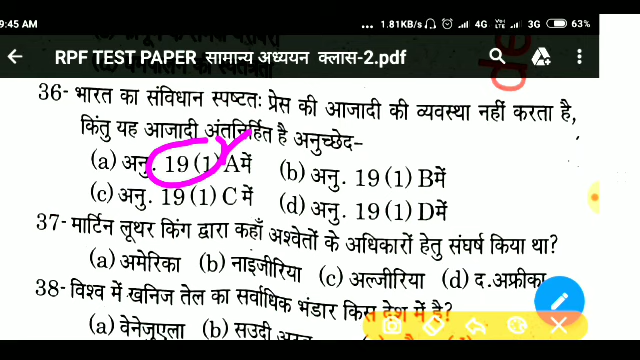 9:45 AM ... 1.81KB/s 4G VoLTE 3G 63%
RPF TEST PAPER सामान्य अध्ययन क्लास-2.pdf
36- भारत का संविधान स्पष्टतः प्रेस की आजादी की व्यवस्था नहीं करता है,
किंतु यह आजादी अंतनिर्हित है अनुच्छेद–
(a) अनु. 19 (1) A में (b) अनु. 19 (1) B में
(c) अनु. 19 (1) C में (d) अनु. 19 (1) D में
37- मार्टिन लूथर किंग द्वारा कहाँ अश्वेतों के अधिकारों हेतु संघर्ष किया था?
(a) अमेरिका (b) नाइजीरिया (c) अल्जीरिया (d) द. अफ्रीका
38- विश्व में खनिज तेल का सर्वाधिक भंडार किस देश में है?
(a) वेनेजुएला (b) सउदी